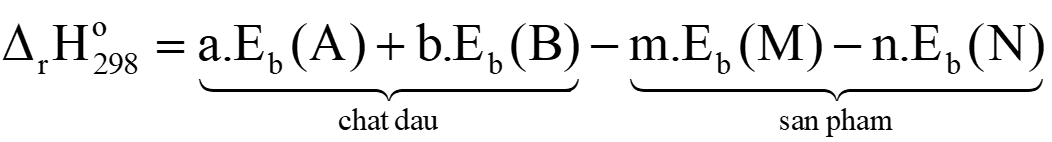 Δ_rH°_298 = a.E_b(A) + b.E_b(B) − m.E_b(M) − n.E_b(N)
chat dau san pham